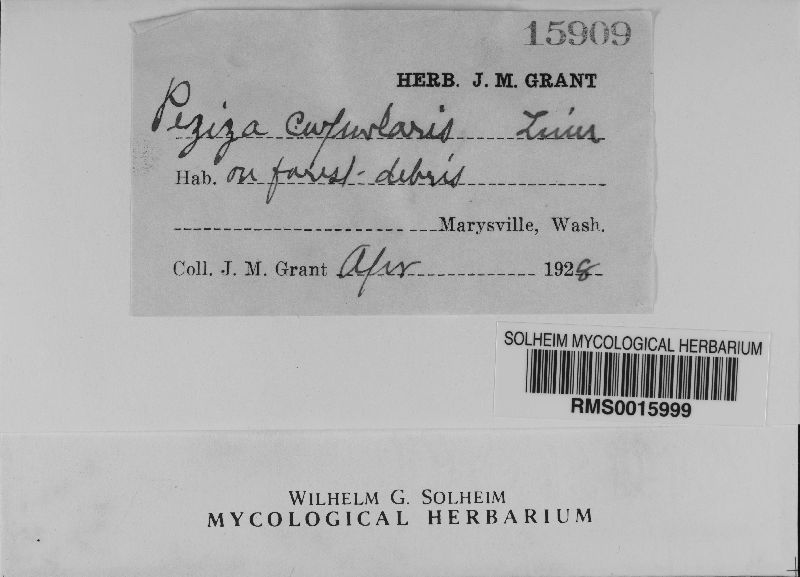 15909
HERB. J. M. GRANT
Peziza cupularis Linn
Hab. on forest debris
Marysville, Wash.
Coll. J. M. Grant Apr 1928
SOLHEIM MYCOLOGICAL HERBARIUM
RMS0015999
WILHELM G. SOLHEIM
MYCOLOGICAL HERBARIUM